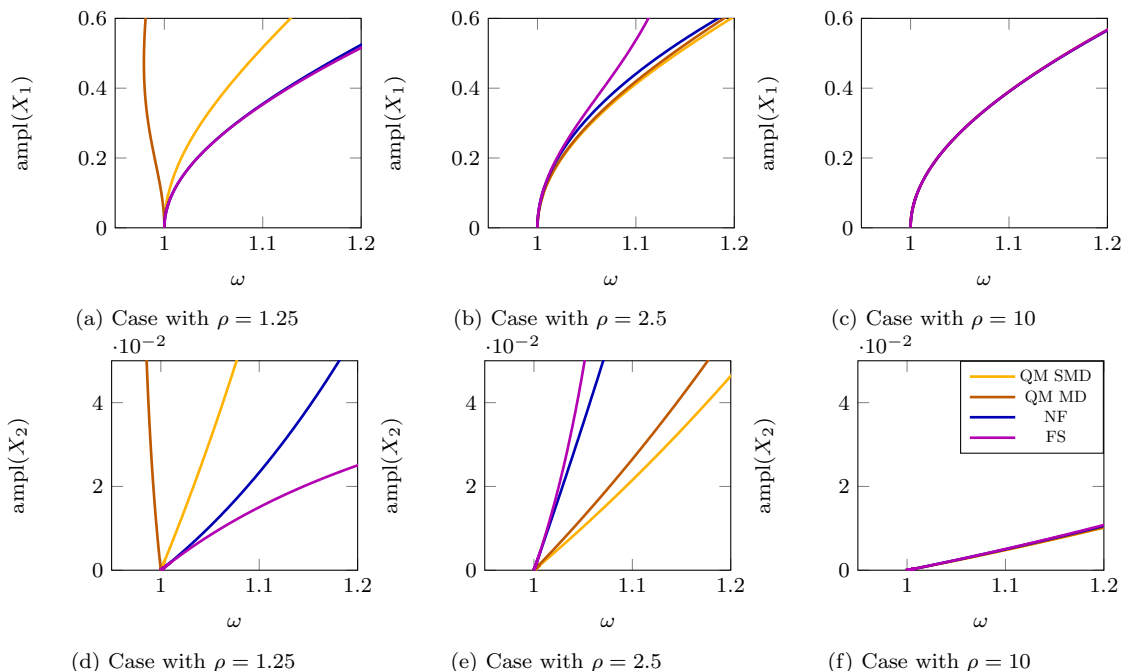 0.6
0.4
0.2
0
ampl(X₁)
1
1.1
1.2
ω
(a) Case with ρ = 1.25
0.6
0.4
0.2
0
ampl(X₁)
1
1.1
1.2
ω
(b) Case with ρ = 2.5
0.6
0.4
0.2
0
ampl(X₁)
1
1.1
1.2
ω
(c) Case with ρ = 10
·10⁻²
4
2
0
ampl(X₂)
1
1.1
1.2
ω
(d) Case with ρ = 1.25
·10⁻²
4
2
0
ampl(X₂)
1
1.1
1.2
ω
(e) Case with ρ = 2.5
·10⁻²
4
2
0
ampl(X₂)
1
1.1
1.2
ω
QM SMD
QM MD
NF
FS
(f) Case with ρ = 10